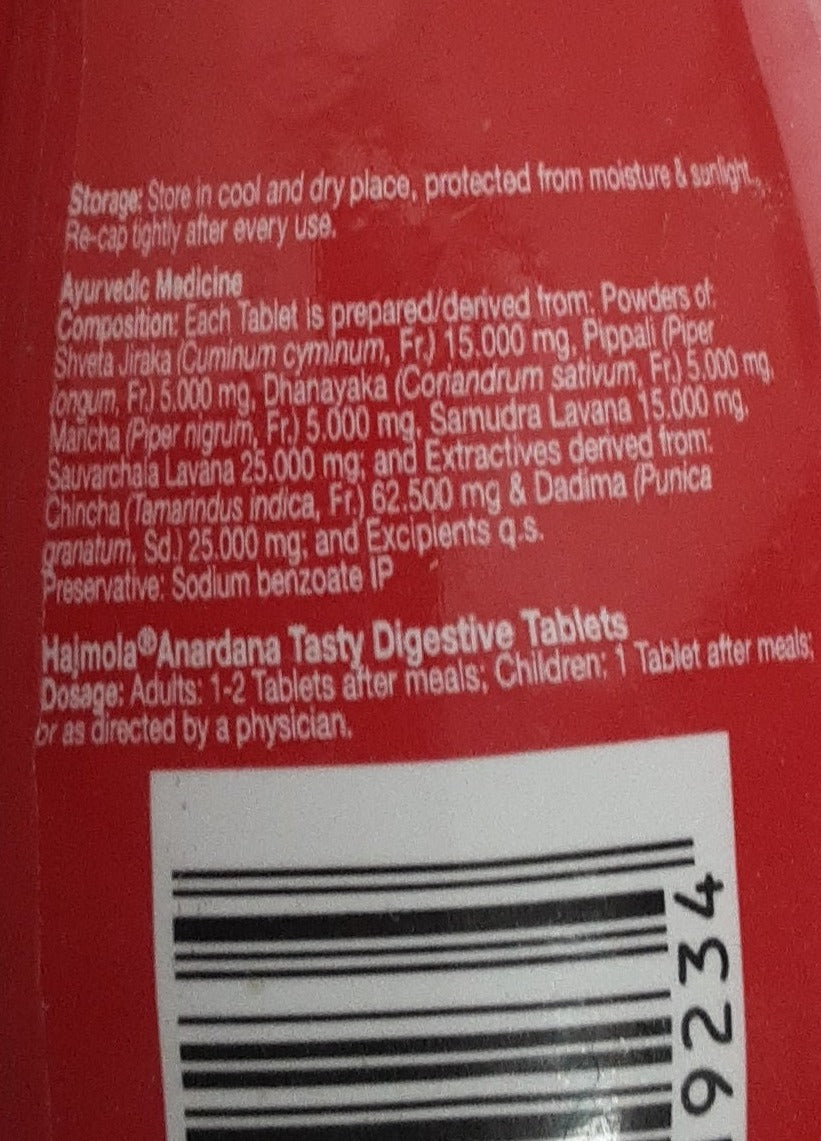 Storage: Store in cool and dry place, protected from moisture & sunlight.
Re-cap tightly after every use.
Ayurvedic Medicine
Composition: Each Tablet is prepared/derived from: Powders of:
Shveta Jiraka (Cuminum cyminum, Fr.) 15.000 mg, Pippali (Piper
longum, Fr.) 5.000 mg, Dhanayaka (Coriandrum sativum, Fr.) 5.000 mg,
Maricha (Piper nigrum, Fr.) 5.000 mg, Samudra Lavana 15.000 mg,
Sauvarchala Lavana 25.000 mg; and Extractives derived from:
Chincha (Tamarindus indica, Fr.) 62.500 mg & Dadima (Punica
granatum, Sd.) 25.000 mg; and Excipients q.s.
Preservative: Sodium benzoate IP
Hajmola®Anardana Tasty Digestive Tablets
Dosage: Adults: 1-2 Tablets after meals; Children: 1 Tablet after meals;
or as directed by a physician.
9234